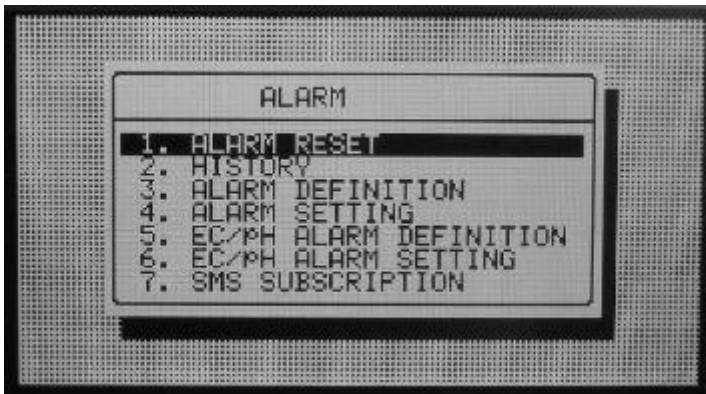 ALARM
1. ALARM RESET
2. HISTORY
3. ALARM DEFINITION
4. ALARM SETTING
5. EC/PH ALARM DEFINITION
6. EC/PH ALARM SETTING
7. SMS SUBSCRIPTION